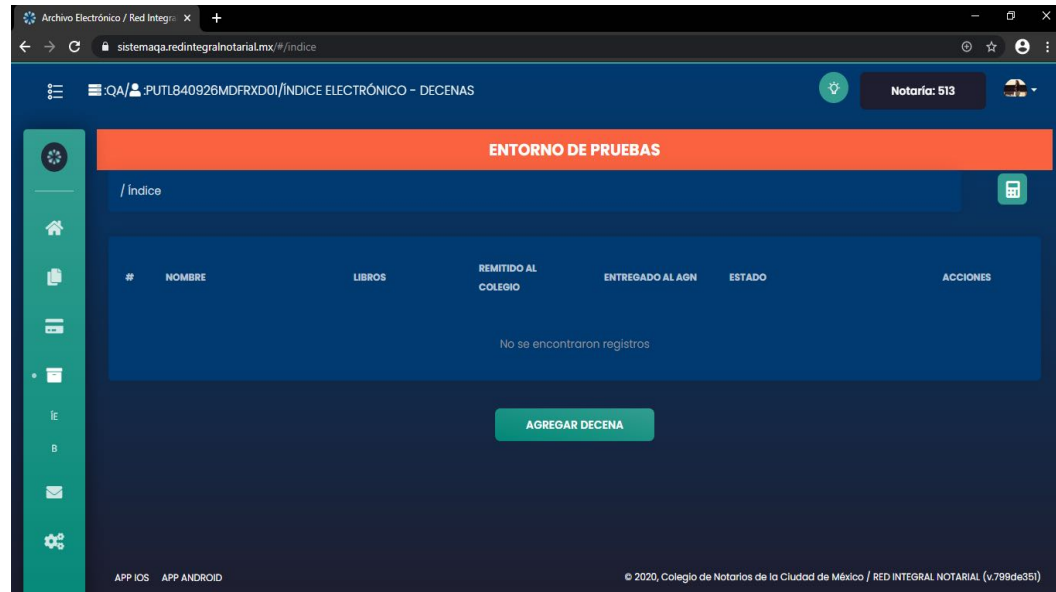 Archivo Electrónico / Red Integra
sistemaqa.redintegralnotarial.mx/#/indice
:QA/ :PUTL840926MDFRXD01/ÍNDICE ELECTRÓNICO - DECENAS
Notaría: 513
ENTORNO DE PRUEBAS
/ Índice
# NOMBRE LIBROS REMITIDO AL COLEGIO ENTREGADO AL AGN ESTADO ACCIONES
No se encontraron registros
ÍE
B
AGREGAR DECENA
APP IOS APP ANDROID
© 2020, Colegio de Notarios de la Ciudad de México / RED INTEGRAL NOTARIAL (v.799de351)